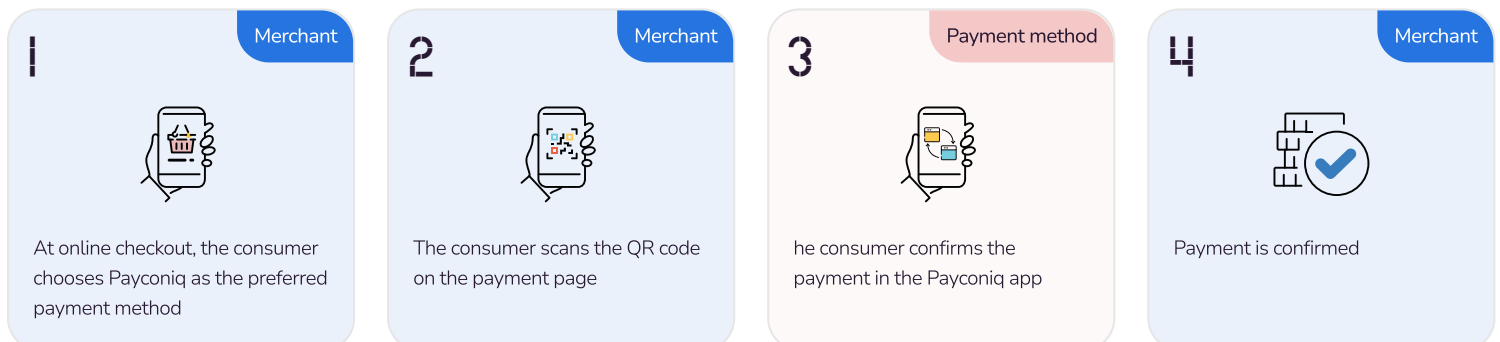 1
Merchant
At online checkout, the consumer
chooses Payconiq as the preferred
payment method
2
Merchant
The consumer scans the QR code
on the payment page
3
Payment method
he consumer confirms the
payment in the Payconiq app
4
Merchant
Payment is confirmed